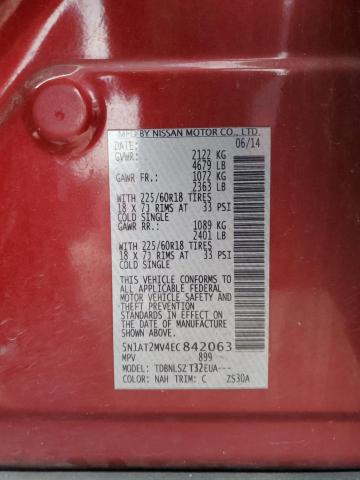 MFD BY NISSAN MOTOR CO., LTD.
DATE: 06/14
GVWR: 2122 KG
4679 LB
GAWR FR.: 1072 KG
2363 LB
WITH 225/60R18 TIRES
18 X 7J RIMS AT 33 PSI
COLD SINGLE
GAWR RR.: 1089 KG
2401 LB
WITH 225/60R18 TIRES
18 X 7J RIMS AT 33 PSI
COLD SINGLE
THIS VEHICLE CONFORMS TO
ALL APPLICABLE FEDERAL
MOTOR VEHICLE SAFETY AND
THEFT PREVENTION
STANDARDS IN EFFECT ON THE
DATE OF MANUFACTURE
SHOWN ABOVE.
5N1AT2MV4EC842063
MPV 899
MODEL: TDBNLSZ T32EUA---
COLOR: NAH TRIM: C ZS30A